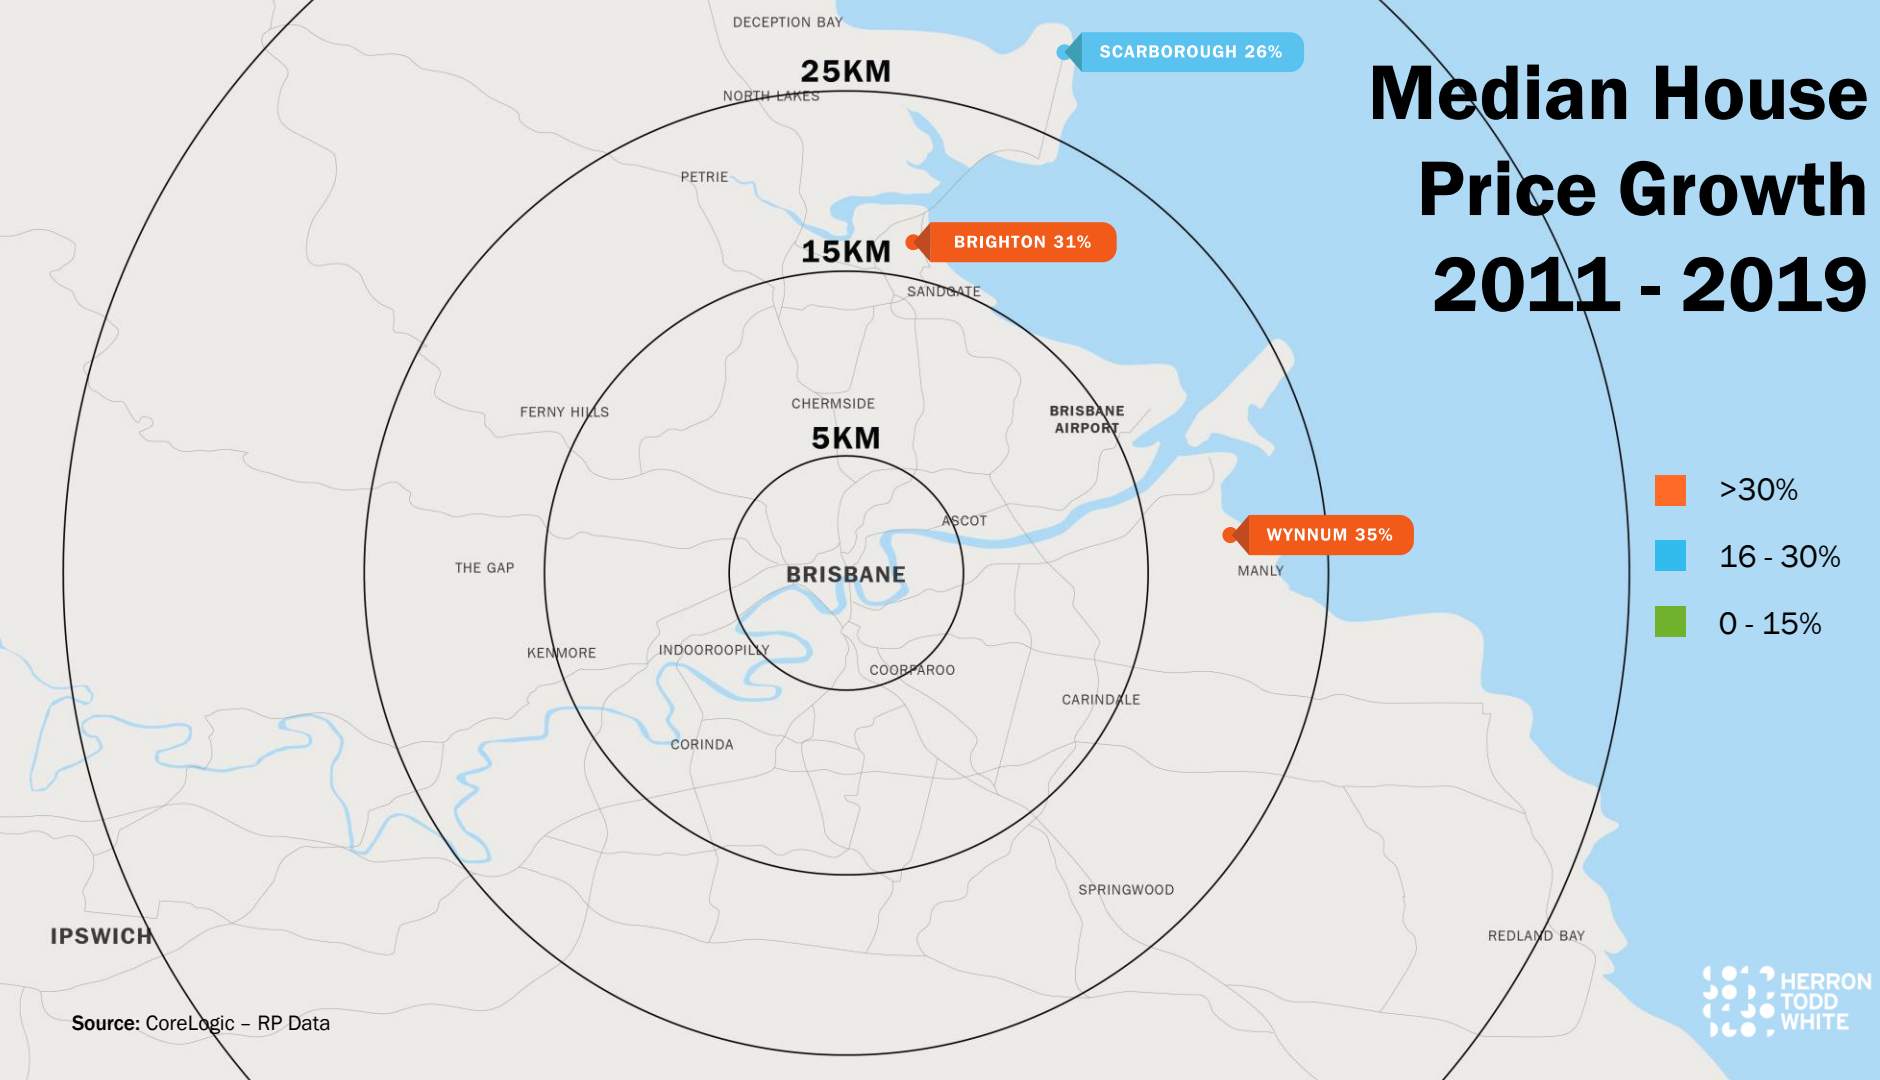 DECEPTION BAY
SCARBOROUGH 26%
Median House
Price Growth
2011 - 2019
25KM
NORTH LAKES
PETRIE
15KM
BRIGHTON 31%
SANDGATE
FERNY HILLS
CHERMSIDE
BRISBANE
AIRPORT
5KM
>30%
ASCOT
WYNNUM 35%
16 - 30%
THE GAP
BRISBANE
MANLY
0 - 15%
KENMORE
INDOOROOPILLY
COORPAROO
CARINDALE
CORINDA
SPRINGWOOD
IPSWICH
REDLAND BAY
Source: CoreLogic – RP Data
HERRON
TODD
WHITE